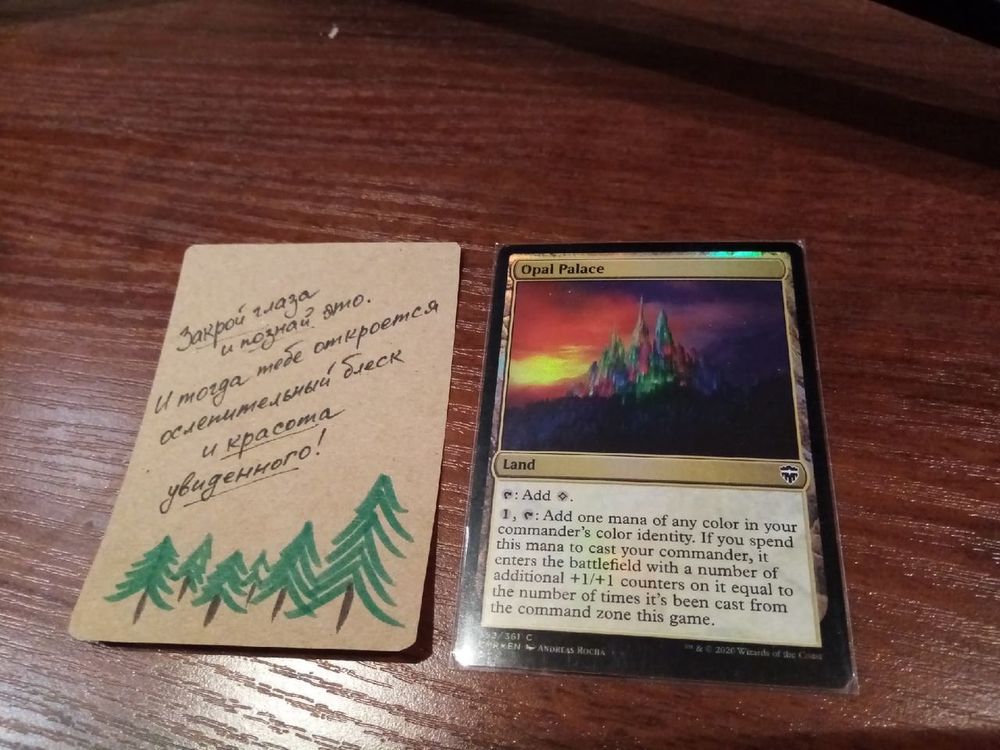 Закрой глаза
и познай это.
И тогда тебе откроется
ослепительный блеск
и красота
увиденного!
Opal Palace
Land
: Add .
1, : Add one mana of any color in your
commander's color identity. If you spend
this mana to cast your commander, it
enters the battlefield with a number of
additional +1/+1 counters on it equal to
the number of times it's been cast from
the command zone this game.
/361 C
EN ANDREAS ROCHA
™ & © 2020 Wizards of the Coast